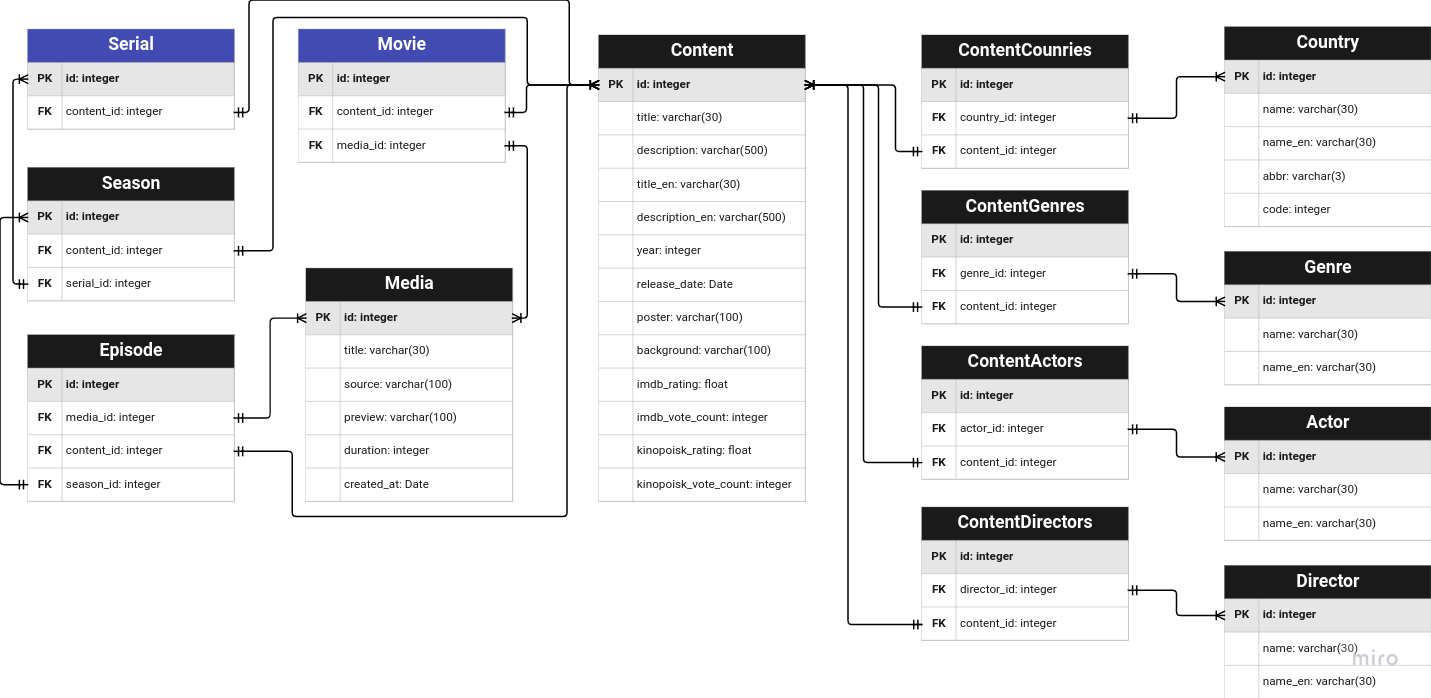 Serial
PK id: integer
FK content_id: integer
Season
PK id: integer
FK content_id: integer
FK serial_id: integer
Episode
PK id: integer
FK media_id: integer
FK content_id: integer
FK season_id: integer
Movie
PK id: integer
FK content_id: integer
FK media_id: integer
Media
PK id: integer
title: varchar(30)
source: varchar(100)
preview: varchar(100)
duration: integer
created_at: Date
Content
PK id: integer
title: varchar(30)
description: varchar(500)
title_en: varchar(30)
description_en: varchar(500)
year: integer
release_date: Date
poster: varchar(100)
background: varchar(100)
imdb_rating: float
imdb_vote_count: integer
kinopoisk_rating: float
kinopoisk_vote_count: integer
ContentCounries
PK id: integer
FK country_id: integer
FK content_id: integer
ContentGenres
PK id: integer
FK genre_id: integer
FK content_id: integer
ContentActors
PK id: integer
FK actor_id: integer
FK content_id: integer
ContentDirectors
PK id: integer
FK director_id: integer
FK content_id: integer
Country
PK id: integer
name: varchar(30)
name_en: varchar(30)
abbr: varchar(3)
code: integer
Genre
PK id: integer
name: varchar(30)
name_en: varchar(30)
Actor
PK id: integer
name: varchar(30)
name_en: varchar(30)
Director
PK id: integer
name: varchar(30)
name_en: varchar(30)
miro